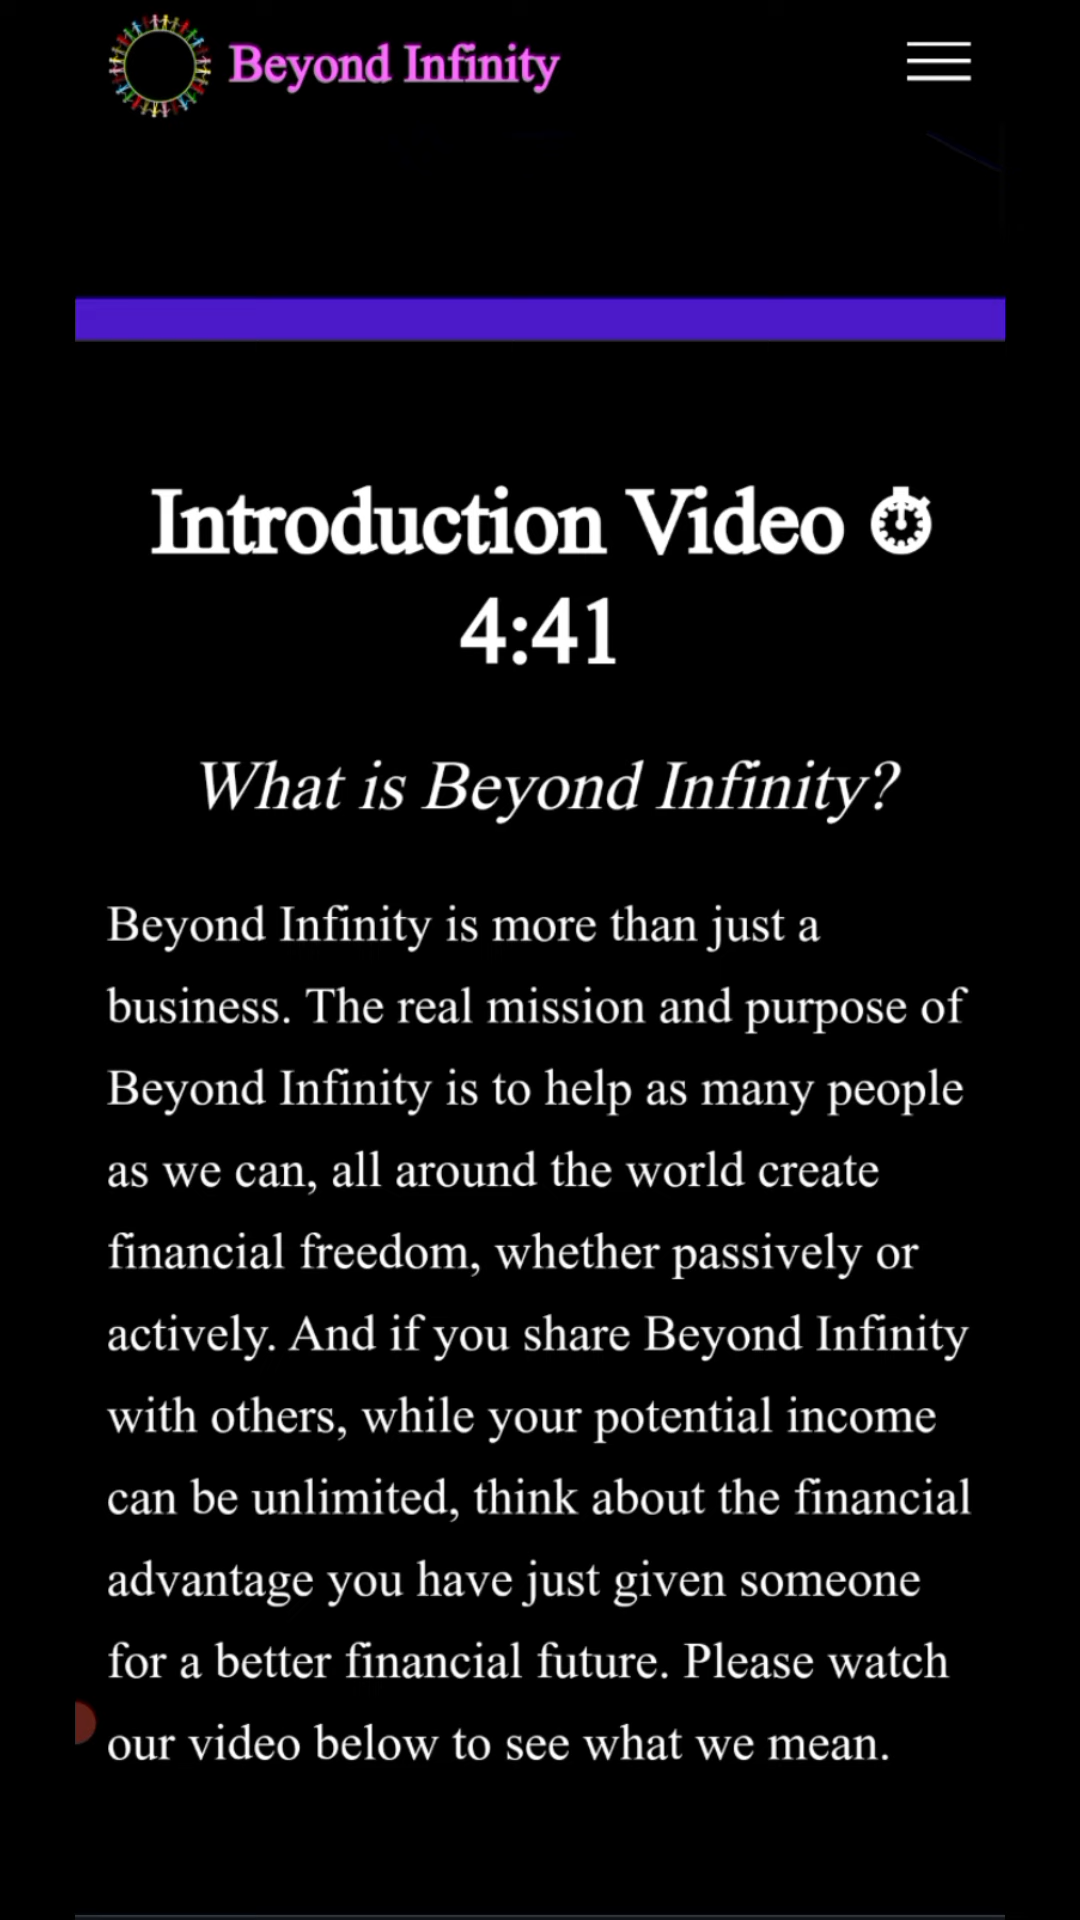 Beyond Infinity
Introduction Video ⏱
4:41
What is Beyond Infinity?
Beyond Infinity is more than just a
business. The real mission and purpose of
Beyond Infinity is to help as many people
as we can, all around the world create
financial freedom, whether passively or
actively. And if you share Beyond Infinity
with others, while your potential income
can be unlimited, think about the financial
advantage you have just given someone
for a better financial future. Please watch
our video below to see what we mean.